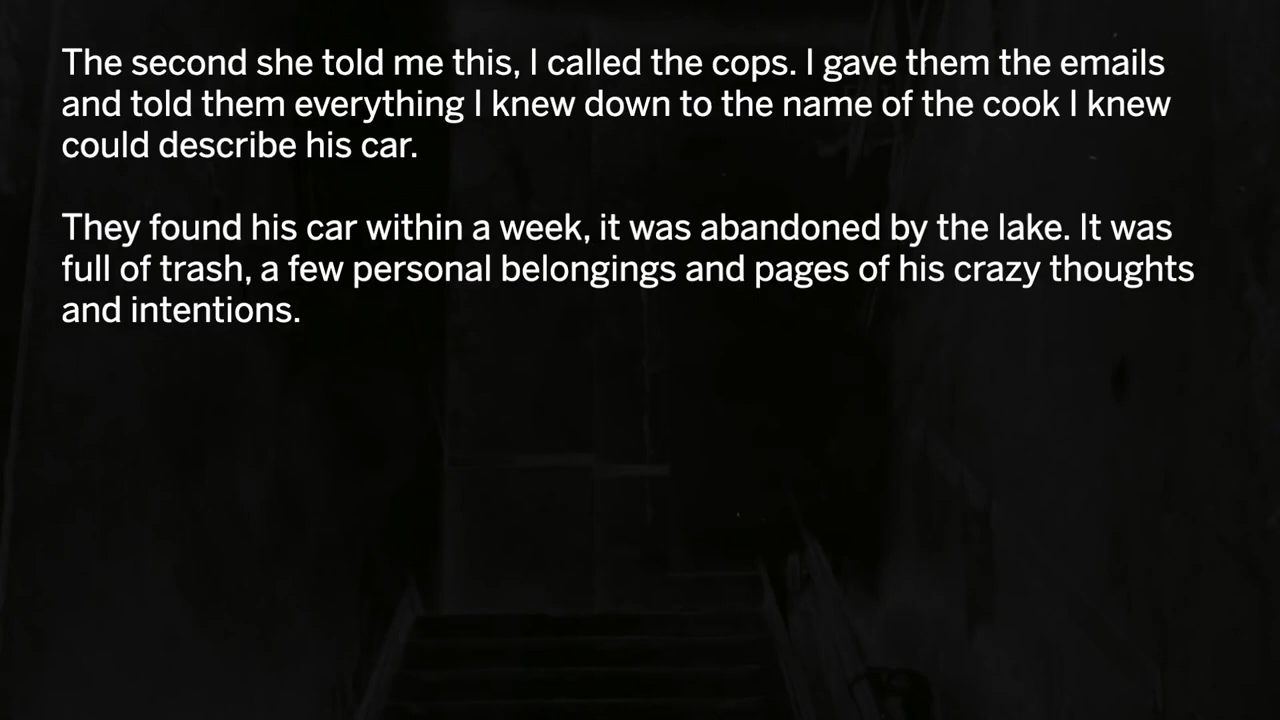 The second she told me this, I called the cops. I gave them the emails
and told them everything I knew down to the name of the cook I knew
could describe his car.
They found his car within a week, it was abandoned by the lake. It was
full of trash, a few personal belongings and pages of his crazy thoughts
and intentions.